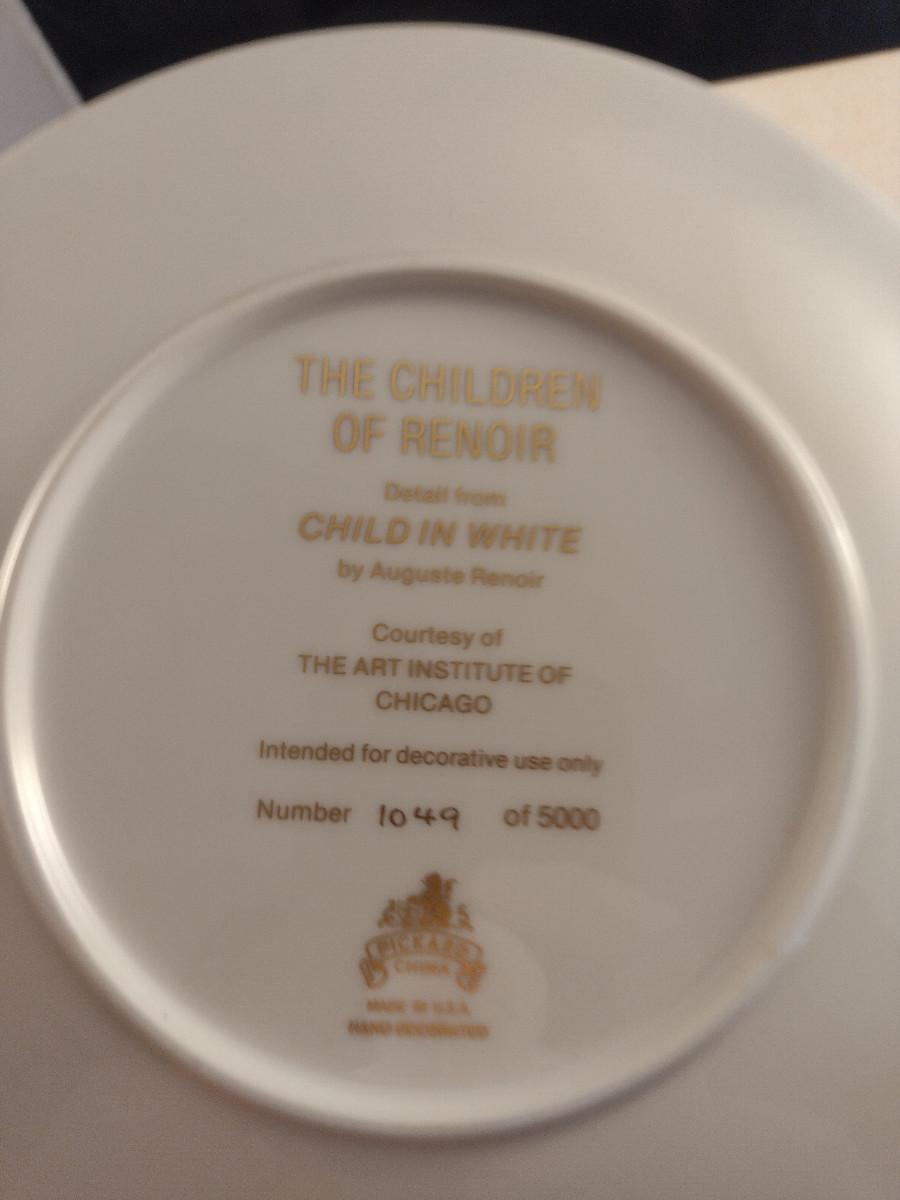 THE CHILDREN
OF RENOIR
Detail from
CHILD IN WHITE
by Auguste Renoir
Courtesy of
THE ART INSTITUTE OF
CHICAGO
Intended for decorative use only
Number 1049 of 5000
PICKARD
CHINA
MADE IN U.S.A.
HAND DECORATED